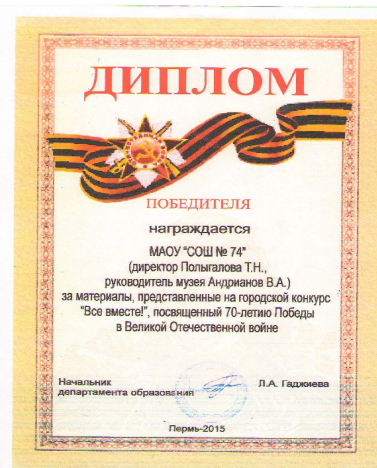 ДИПЛОМ
ПОБЕДИТЕЛЯ
награждается
МАОУ "СОШ № 74"
(директор Полыгалова Т.Н.,
руководитель музея Андрианов В.А.)
за материалы, представленные на городской конкурс
"Все вместе!", посвященный 70-летию Победы
в Великой Отечественной войне
Начальник
департамента образования
Л.А. Гаджиева
Пермь-2015